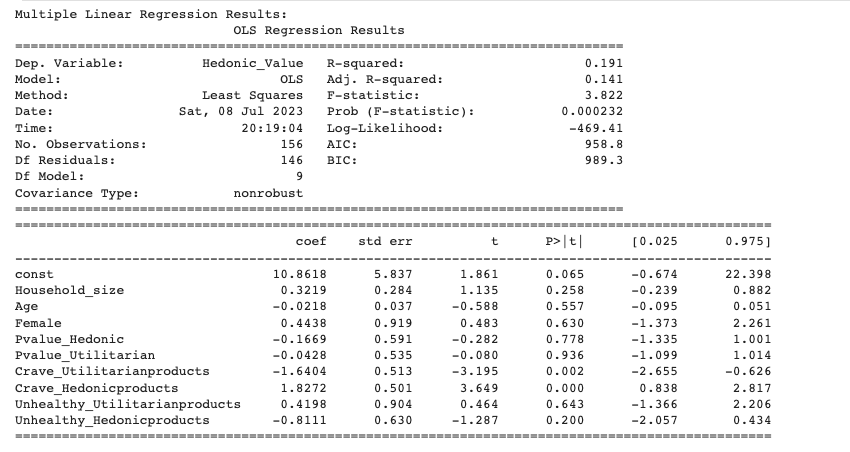 Multiple Linear Regression Results:
OLS Regression Results
==============================================================================
Dep. Variable: Hedonic_Value R-squared: 0.191
Model: OLS Adj. R-squared: 0.141
Method: Least Squares F-statistic: 3.822
Date: Sat, 08 Jul 2023 Prob (F-statistic): 0.000232
Time: 20:19:04 Log-Likelihood: -469.41
No. Observations: 156 AIC: 958.8
Df Residuals: 146 BIC: 989.3
Df Model: 9
Covariance Type: nonrobust
==============================================================================
=================================================================================================
coef std err t P>|t| [0.025 0.975]
-------------------------------------------------------------------------------------------------
const 10.8618 5.837 1.861 0.065 -0.674 22.398
Household_size 0.3219 0.284 1.135 0.258 -0.239 0.882
Age -0.0218 0.037 -0.588 0.557 -0.095 0.051
Female 0.4438 0.919 0.483 0.630 -1.373 2.261
Pvalue_Hedonic -0.1669 0.591 -0.282 0.778 -1.335 1.001
Pvalue_Utilitarian -0.0428 0.535 -0.080 0.936 -1.099 1.014
Crave_Utilitarianproducts -1.6404 0.513 -3.195 0.002 -2.655 -0.626
Crave_Hedonicproducts 1.8272 0.501 3.649 0.000 0.838 2.817
Unhealthy_Utilitarianproducts 0.4198 0.904 0.464 0.643 -1.366 2.206
Unhealthy_Hedonicproducts -0.8111 0.630 -1.287 0.200 -2.057 0.434
=================================================================================================